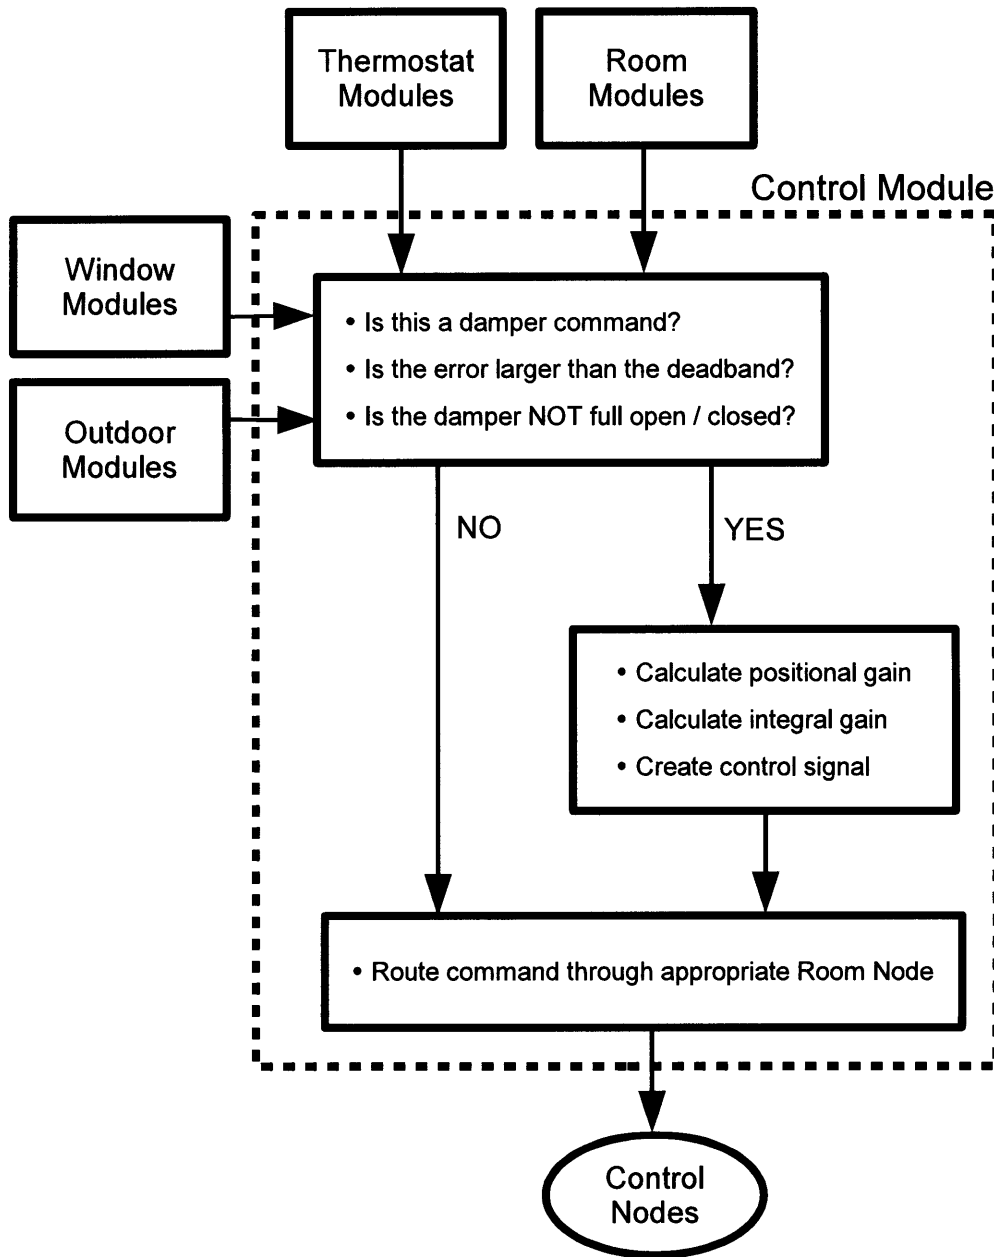 Thermostat
Modules
Room
Modules
Control Module
Window
Modules
Outdoor
Modules
• Is this a damper command?
• Is the error larger than the deadband?
• Is the damper NOT full open / closed?
NO
YES
• Calculate positional gain
• Calculate integral gain
• Create control signal
• Route command through appropriate Room Node
Control
Nodes